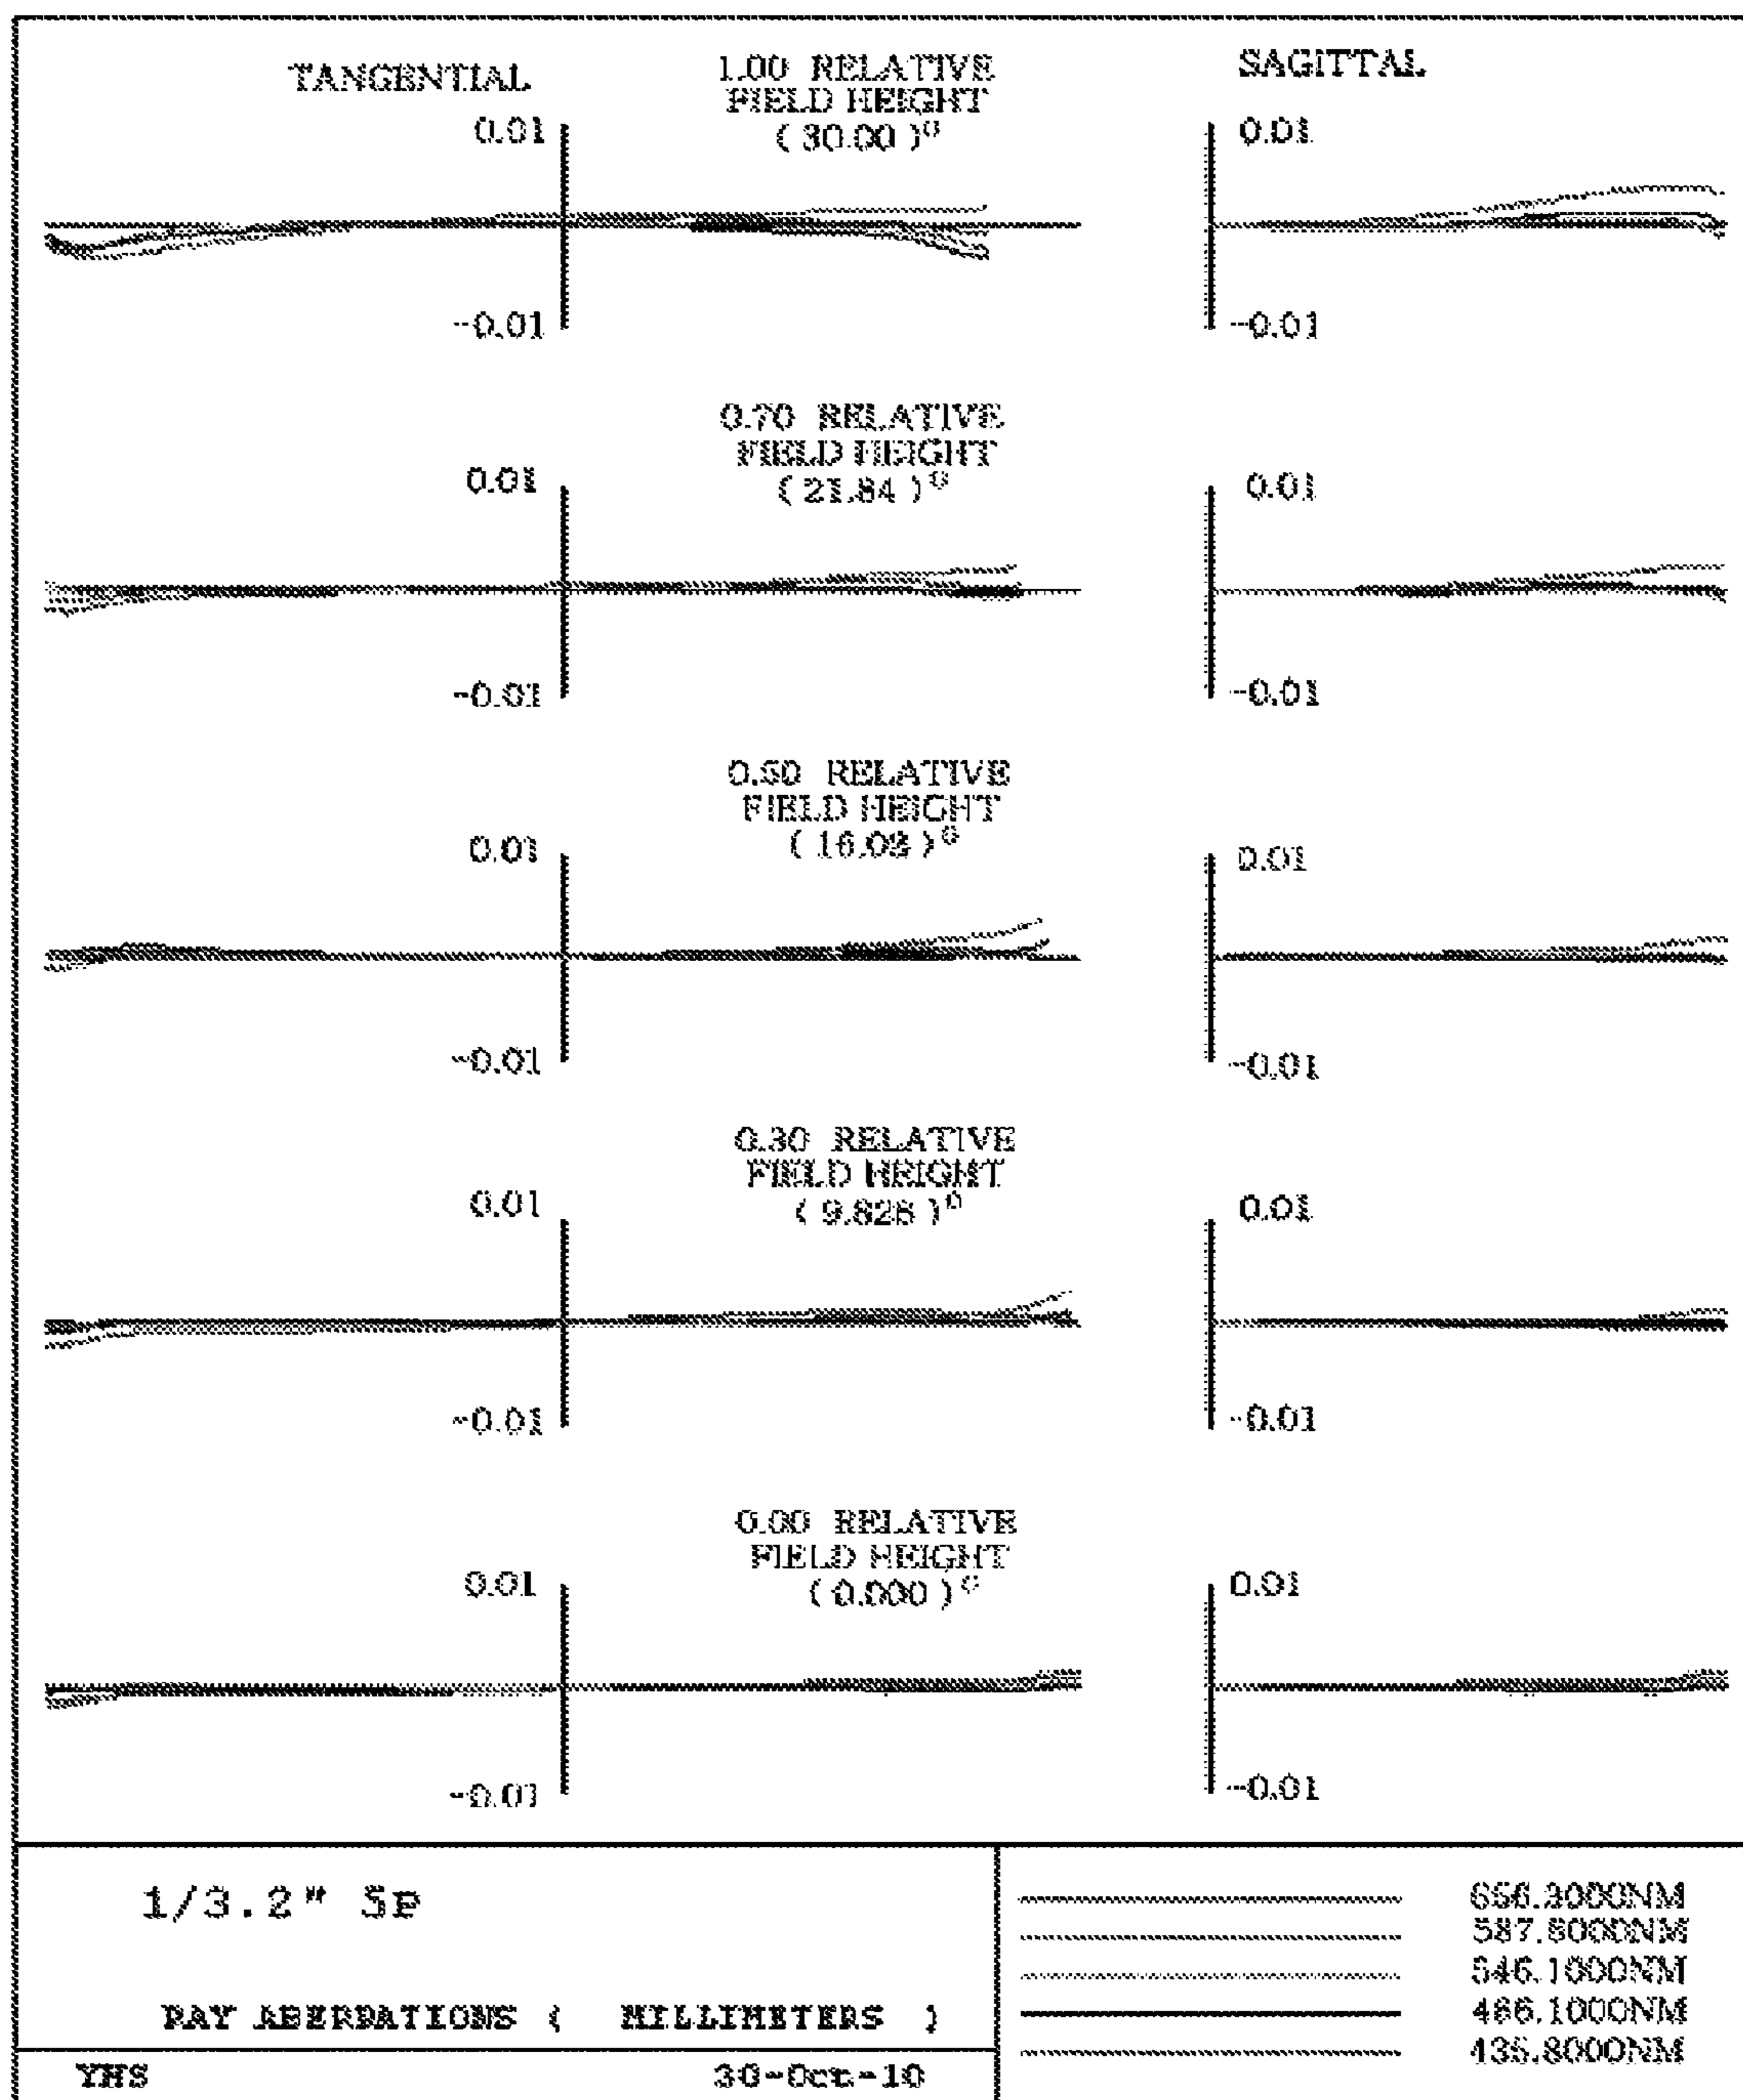 TANGENTIAL
1.00 RELATIVE
FIELD HEIGHT
( 30.00 )⁰
SAGITTAL
0.01
0.01
-0.01
-0.01
0.70 RELATIVE
FIELD HEIGHT
( 21.84 )⁰
0.01
0.01
-0.01
-0.01
0.50 RELATIVE
FIELD HEIGHT
0.01
0.01
-0.01
-0.01
0.30 RELATIVE
FIELD HEIGHT
0.01
0.01
-0.01
-0.01
0.00 RELATIVE
FIELD HEIGHT
( 0.000 )⁰
0.01
0.01
-0.01
-0.01
1/3.2"
RAY ABERRATIONS ( MILLIMETERS )
YHS 30-Oct-10
656.3000NM
587.6000NM
546.1000NM
486.1000NM
435.8000NM